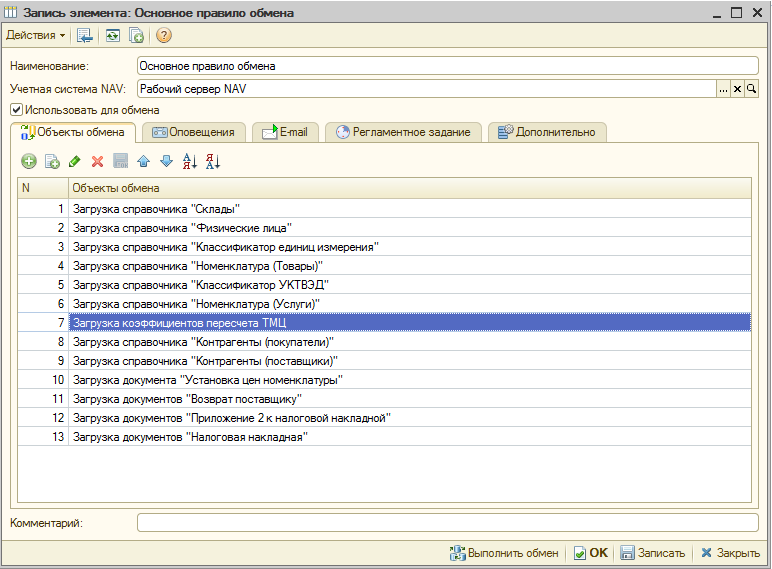 Запись элемента: Основное правило обмена
Действия
Наименование: Основное правило обмена
Учетная система NAV: Рабочий сервер NAV ...
Использовать для обмена
Объекты обмена Оповещения E-mail Регламентное задание Дополнительно
N Объекты обмена
1 Загрузка справочника "Склады"
2 Загрузка справочника "Физические лица"
3 Загрузка справочника "Классификатор единиц измерения"
4 Загрузка справочника "Номенклатура (Товары)"
5 Загрузка справочника "Классификатор УКТВЭД"
6 Загрузка справочника "Номенклатура (Услуги)"
7 Загрузка коэффициентов пересчета ТМЦ
8 Загрузка справочника "Контрагенты (покупатели)"
9 Загрузка справочника "Контрагенты (поставщики)"
10 Загрузка документа "Установка цен номенклатуры"
11 Загрузка документов "Возврат поставщику"
12 Загрузка документов "Приложение 2 к налоговой накладной"
13 Загрузка документов "Налоговая накладная"
Комментарий:
Выполнить обмен OK Записать Закрыть